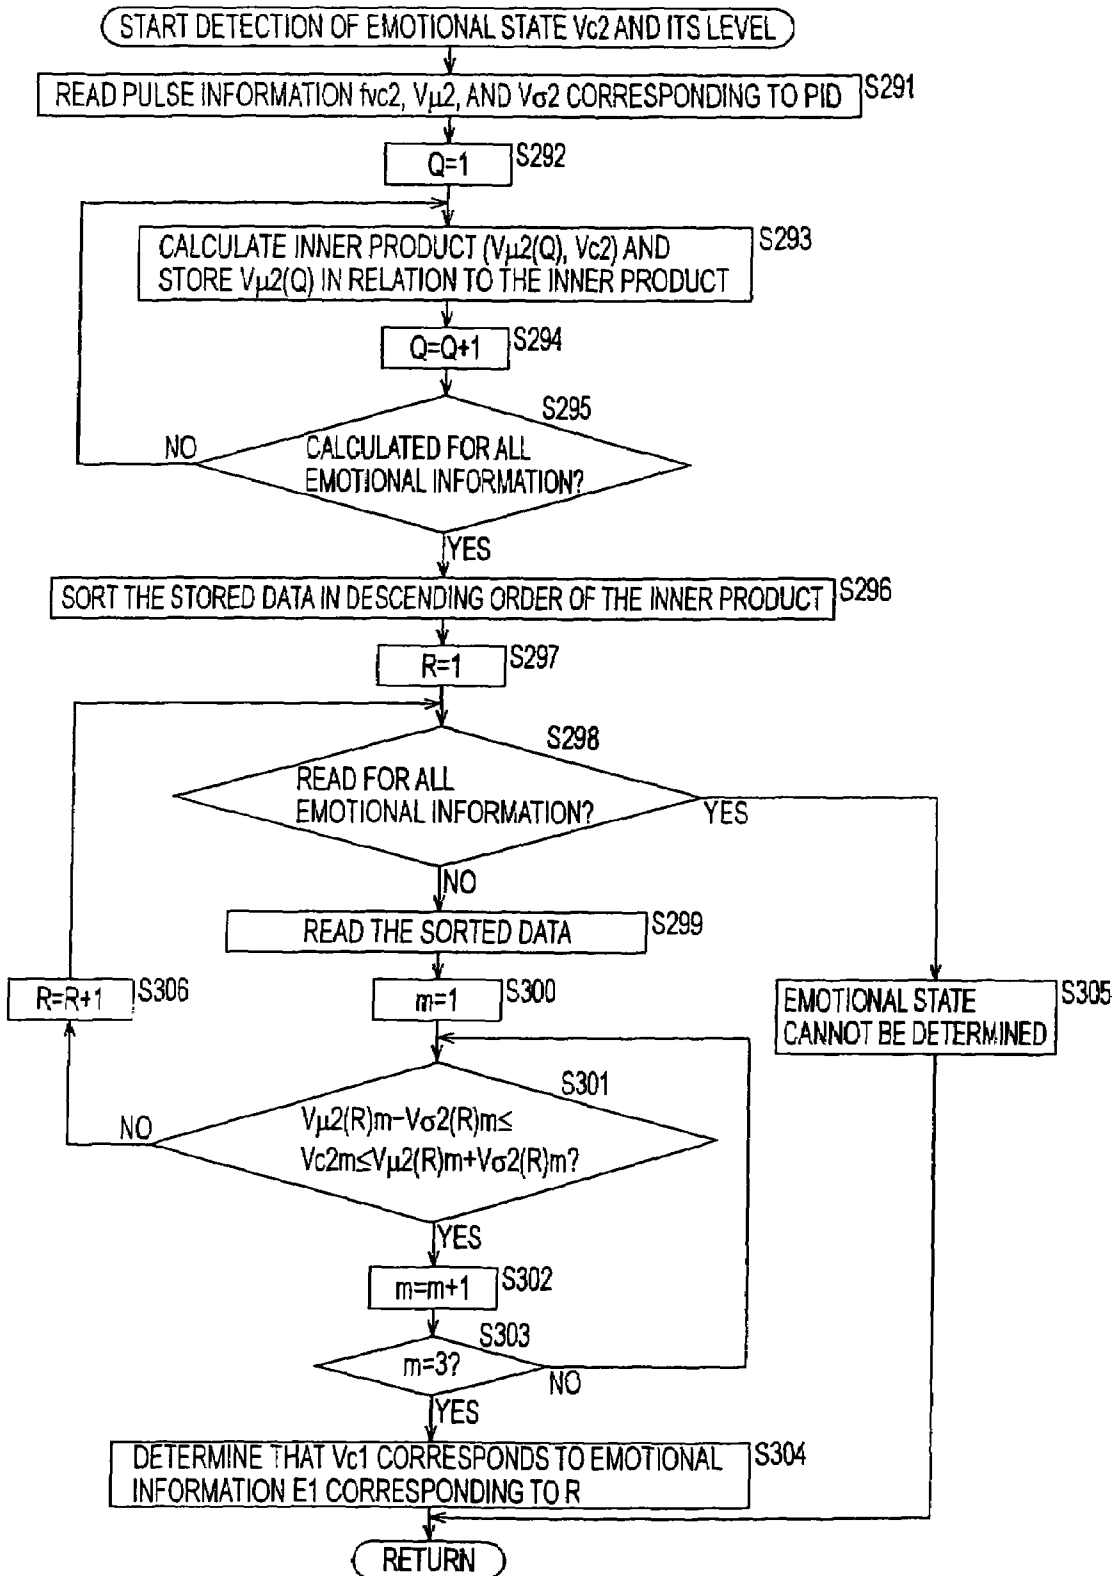 START DETECTION OF EMOTIONAL STATE Vc2 AND ITS LEVEL
READ PULSE INFORMATION fvc2, Vμ2, AND Vσ2 CORRESPONDING TO PID
S291
Q=1
S292
CALCULATE INNER PRODUCT (Vμ2(Q), Vc2) AND
STORE Vμ2(Q) IN RELATION TO THE INNER PRODUCT
S293
Q=Q+1
S294
S295
NO
CALCULATED FOR ALL
EMOTIONAL INFORMATION?
YES
SORT THE STORED DATA IN DESCENDING ORDER OF THE INNER PRODUCT
S296
R=1
S297
S298
READ FOR ALL
EMOTIONAL INFORMATION?
YES
NO
READ THE SORTED DATA
S299
R=R+1
S306
m=1
S300
EMOTIONAL STATE
CANNOT BE DETERMINED
S305
S301
NO
Vμ2(R)m-Vσ2(R)m≤
Vc2m≤Vμ2(R)m+Vσ2(R)m?
YES
m=m+1
S302
S303
m=3?
NO
YES
DETERMINE THAT Vc1 CORRESPONDS TO EMOTIONAL
INFORMATION E1 CORRESPONDING TO R
S304
RETURN